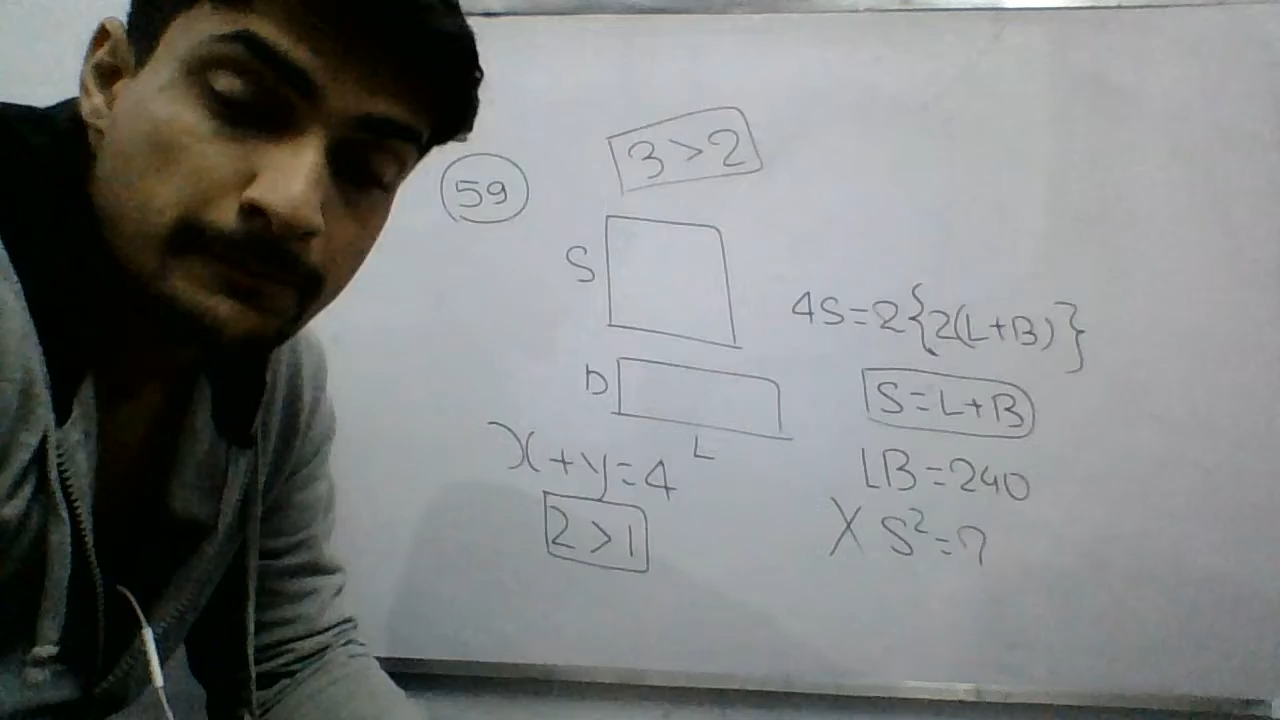 3>2
59
S
4S=2{2(L+B)}
b
S=L+B
L
x+y=4
LB=240
2>1
X S²=?